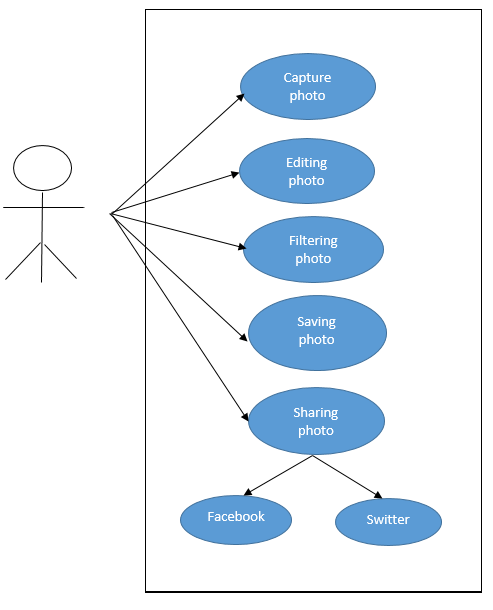 Capture
photo
Editing
photo
Filtering
photo
Saving
photo
Sharing
photo
Facebook
Switter